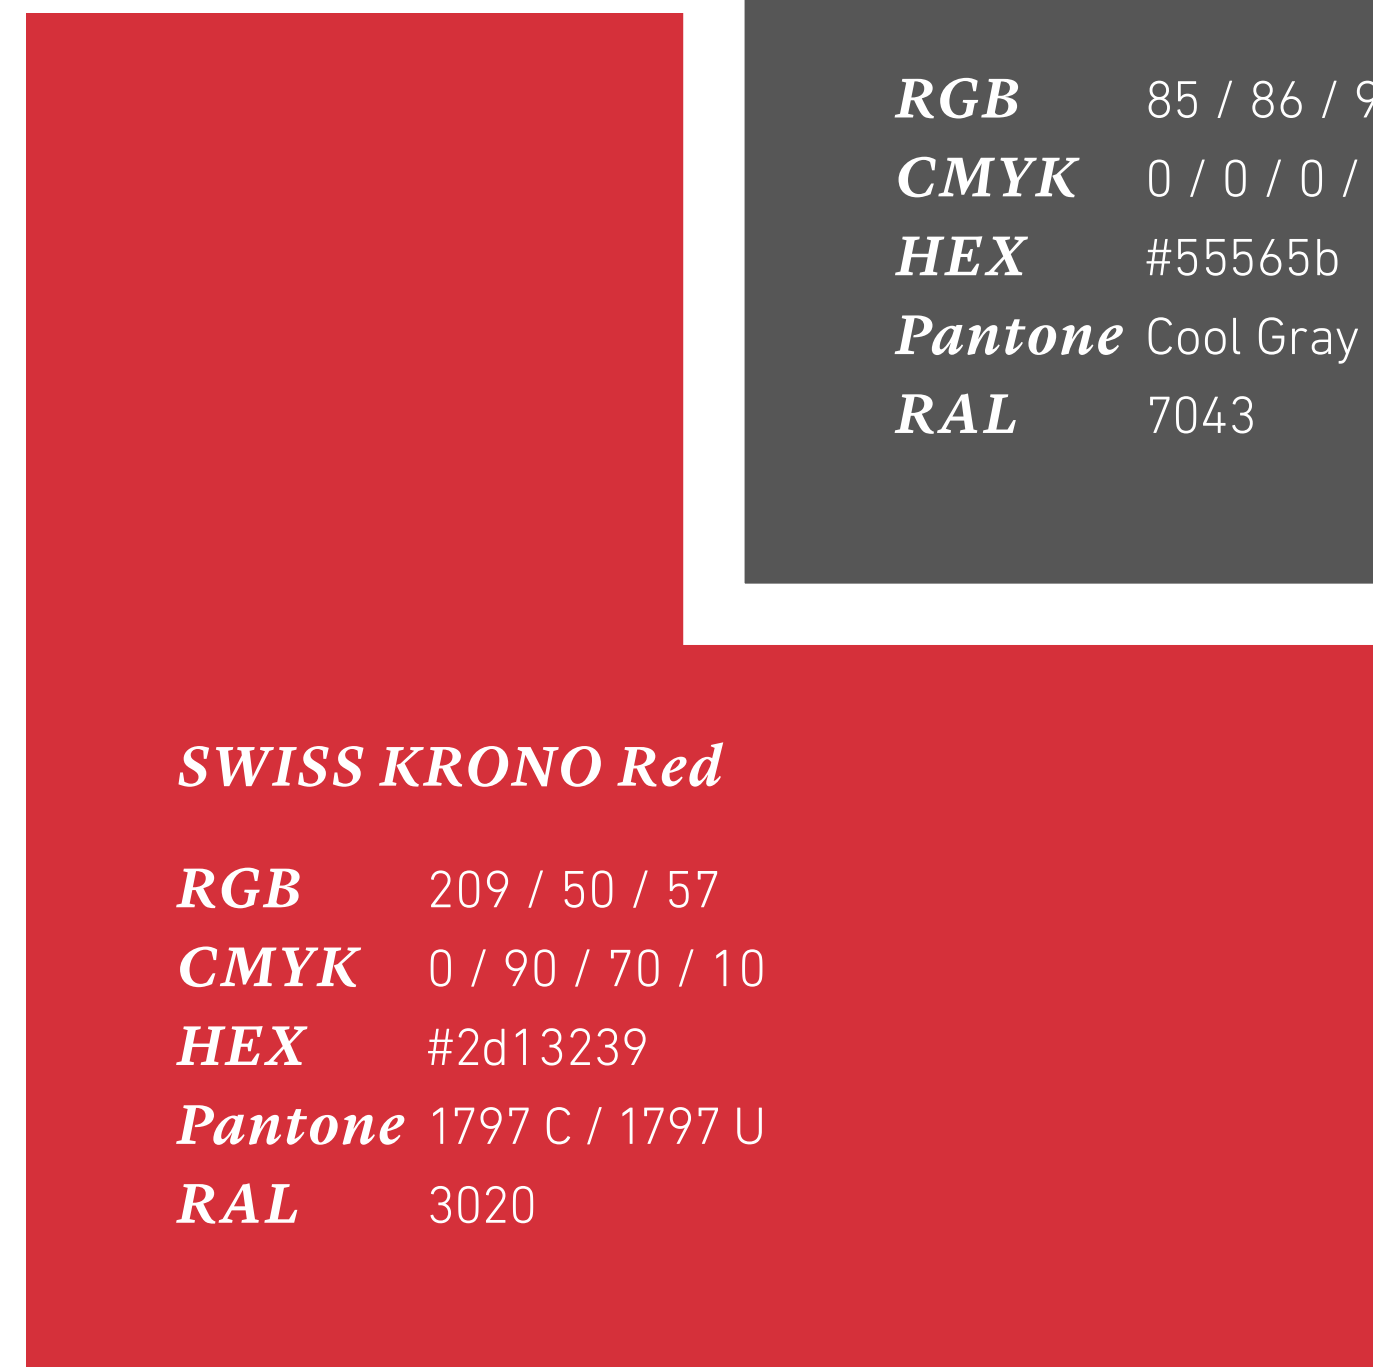 RGB 85 / 86 / 9
CMYK 0 / 0 / 0 /
HEX #55565b
Pantone Cool Gray
RAL 7043
SWISS KRONO Red
RGB 209 / 50 / 57
CMYK 0 / 90 / 70 / 10
HEX #2d13239
Pantone 1797 C / 1797 U
RAL 3020